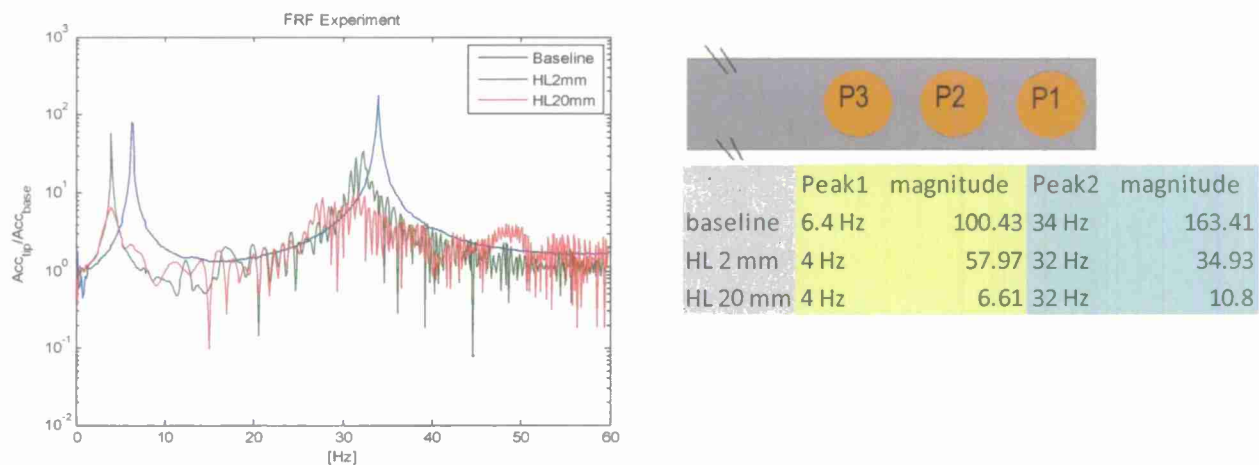 FRF Experiment
Baseline
HL2mm
HL20mm
10^3
10^2
10^1
10^0
10^-1
10^-2
Acc_tip/Acc_base
0 10 20 30 40 50 60
[Hz]
P3 P2 P1
Peak1 magnitude Peak2 magnitude
baseline 6.4 Hz 100.43 34 Hz 163.41
HL 2 mm 4 Hz 57.97 32 Hz 34.93
HL 20 mm 4 Hz 6.61 32 Hz 10.8